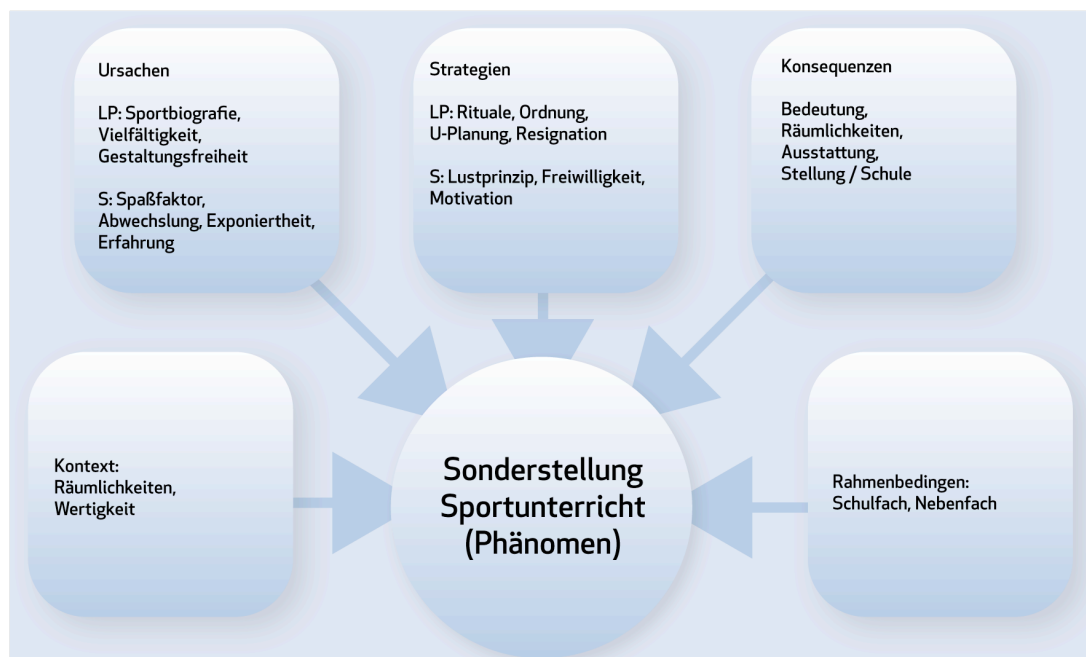 Ursachen
LP: Sportbiografie,
Vielfältigkeit,
Gestaltungsfreiheit
S: Spaßfaktor,
Abwechslung, Exponiertheit,
Erfahrung
Strategien
LP: Rituale, Ordnung,
U-Planung, Resignation
S: Lustprinzip, Freiwilligkeit,
Motivation
Konsequenzen
Bedeutung,
Räumlichkeiten,
Ausstattung,
Stellung / Schule
Kontext:
Räumlichkeiten,
Wertigkeit
Sonderstellung
Sportunterricht
(Phänomen)
Rahmenbedingen:
Schulfach, Nebenfach